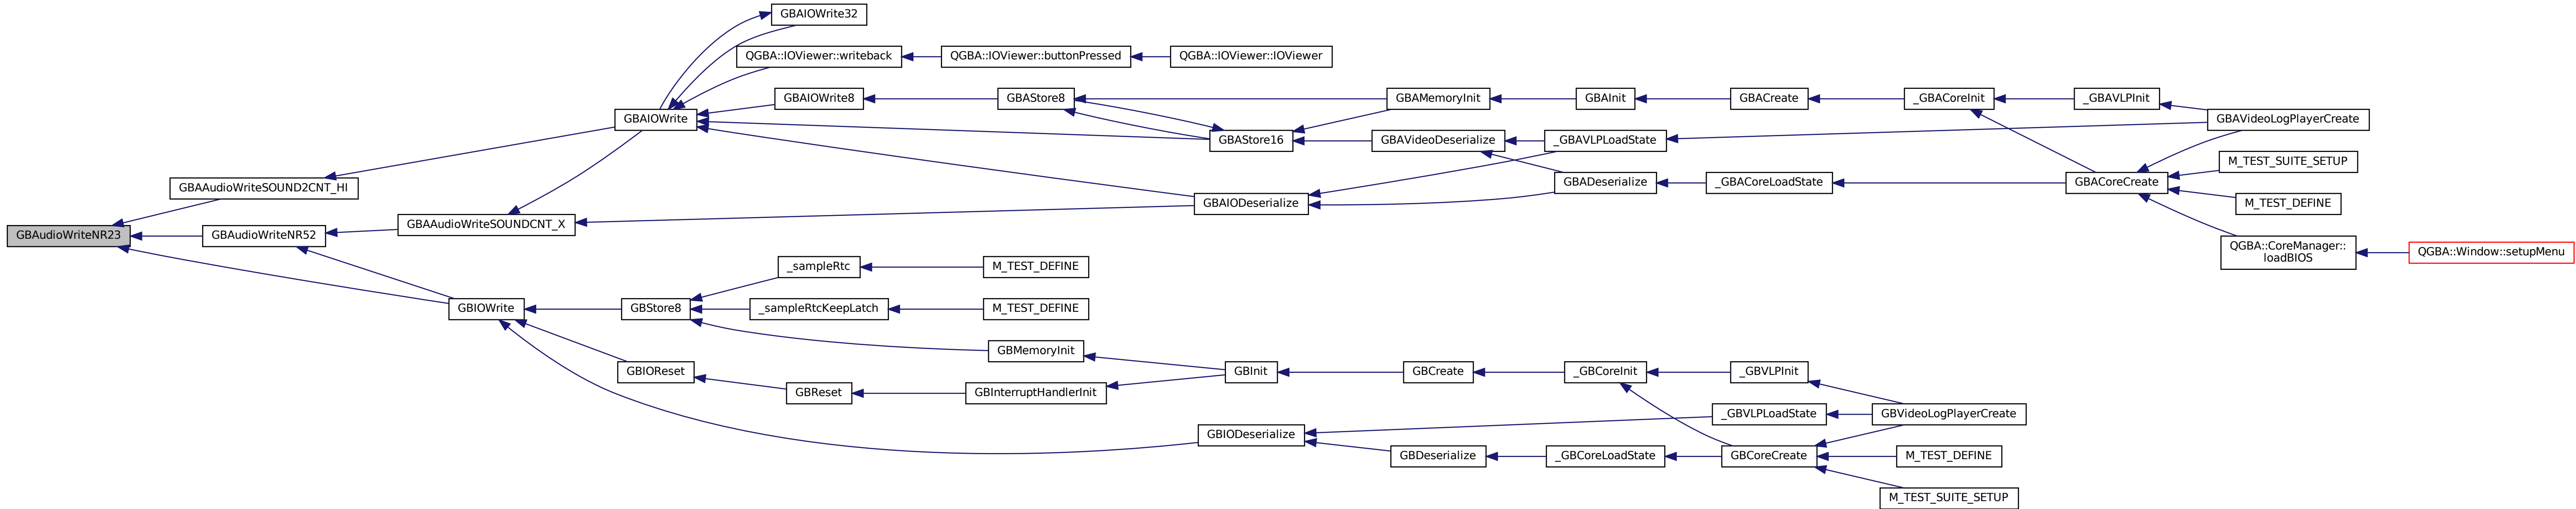 GBAIOWrite32
QGBA::IOViewer::writeback
QGBA::IOViewer::buttonPressed
QGBA::IOViewer::IOViewer
GBAIOWrite8
GBAStore8
GBAMemoryInit
GBAInit
GBACreate
_GBACoreInit
_GBAVLPInit
GBAIOWrite
GBAVideoLogPlayerCreate
GBAStore16
GBAVideoDeserialize
_GBAVLPLoadState
M_TEST_SUITE_SETUP
GBAAudioWriteSOUND2CNT_HI
GBADeserialize
_GBACoreLoadState
GBACoreCreate
GBAIODeserialize
M_TEST_DEFINE
GBAAudioWriteSOUNDCNT_X
GBAudioWriteNR23
GBAudioWriteNR52
QGBA::CoreManager::
loadBIOS
QGBA::Window::setupMenu
_sampleRtc
M_TEST_DEFINE
GBIOWrite
GBStore8
_sampleRtcKeepLatch
M_TEST_DEFINE
GBMemoryInit
GBIOReset
GBInit
GBCreate
_GBCoreInit
_GBVLPInit
GBReset
GBInterruptHandlerInit
_GBVLPLoadState
GBVideoLogPlayerCreate
GBIODeserialize
GBDeserialize
_GBCoreLoadState
GBCoreCreate
M_TEST_DEFINE
M_TEST_SUITE_SETUP